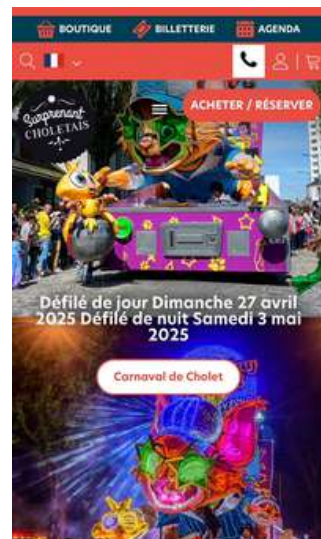 BOUTIQUE BILLETTERIE AGENDA
Surprenant
CHOLETAIS
ACHETER / RÉSERVER
Défilé de jour Dimanche 27 avril
2025 Défilé de nuit Samedi 3 mai
2025
Carnaval de Cholet